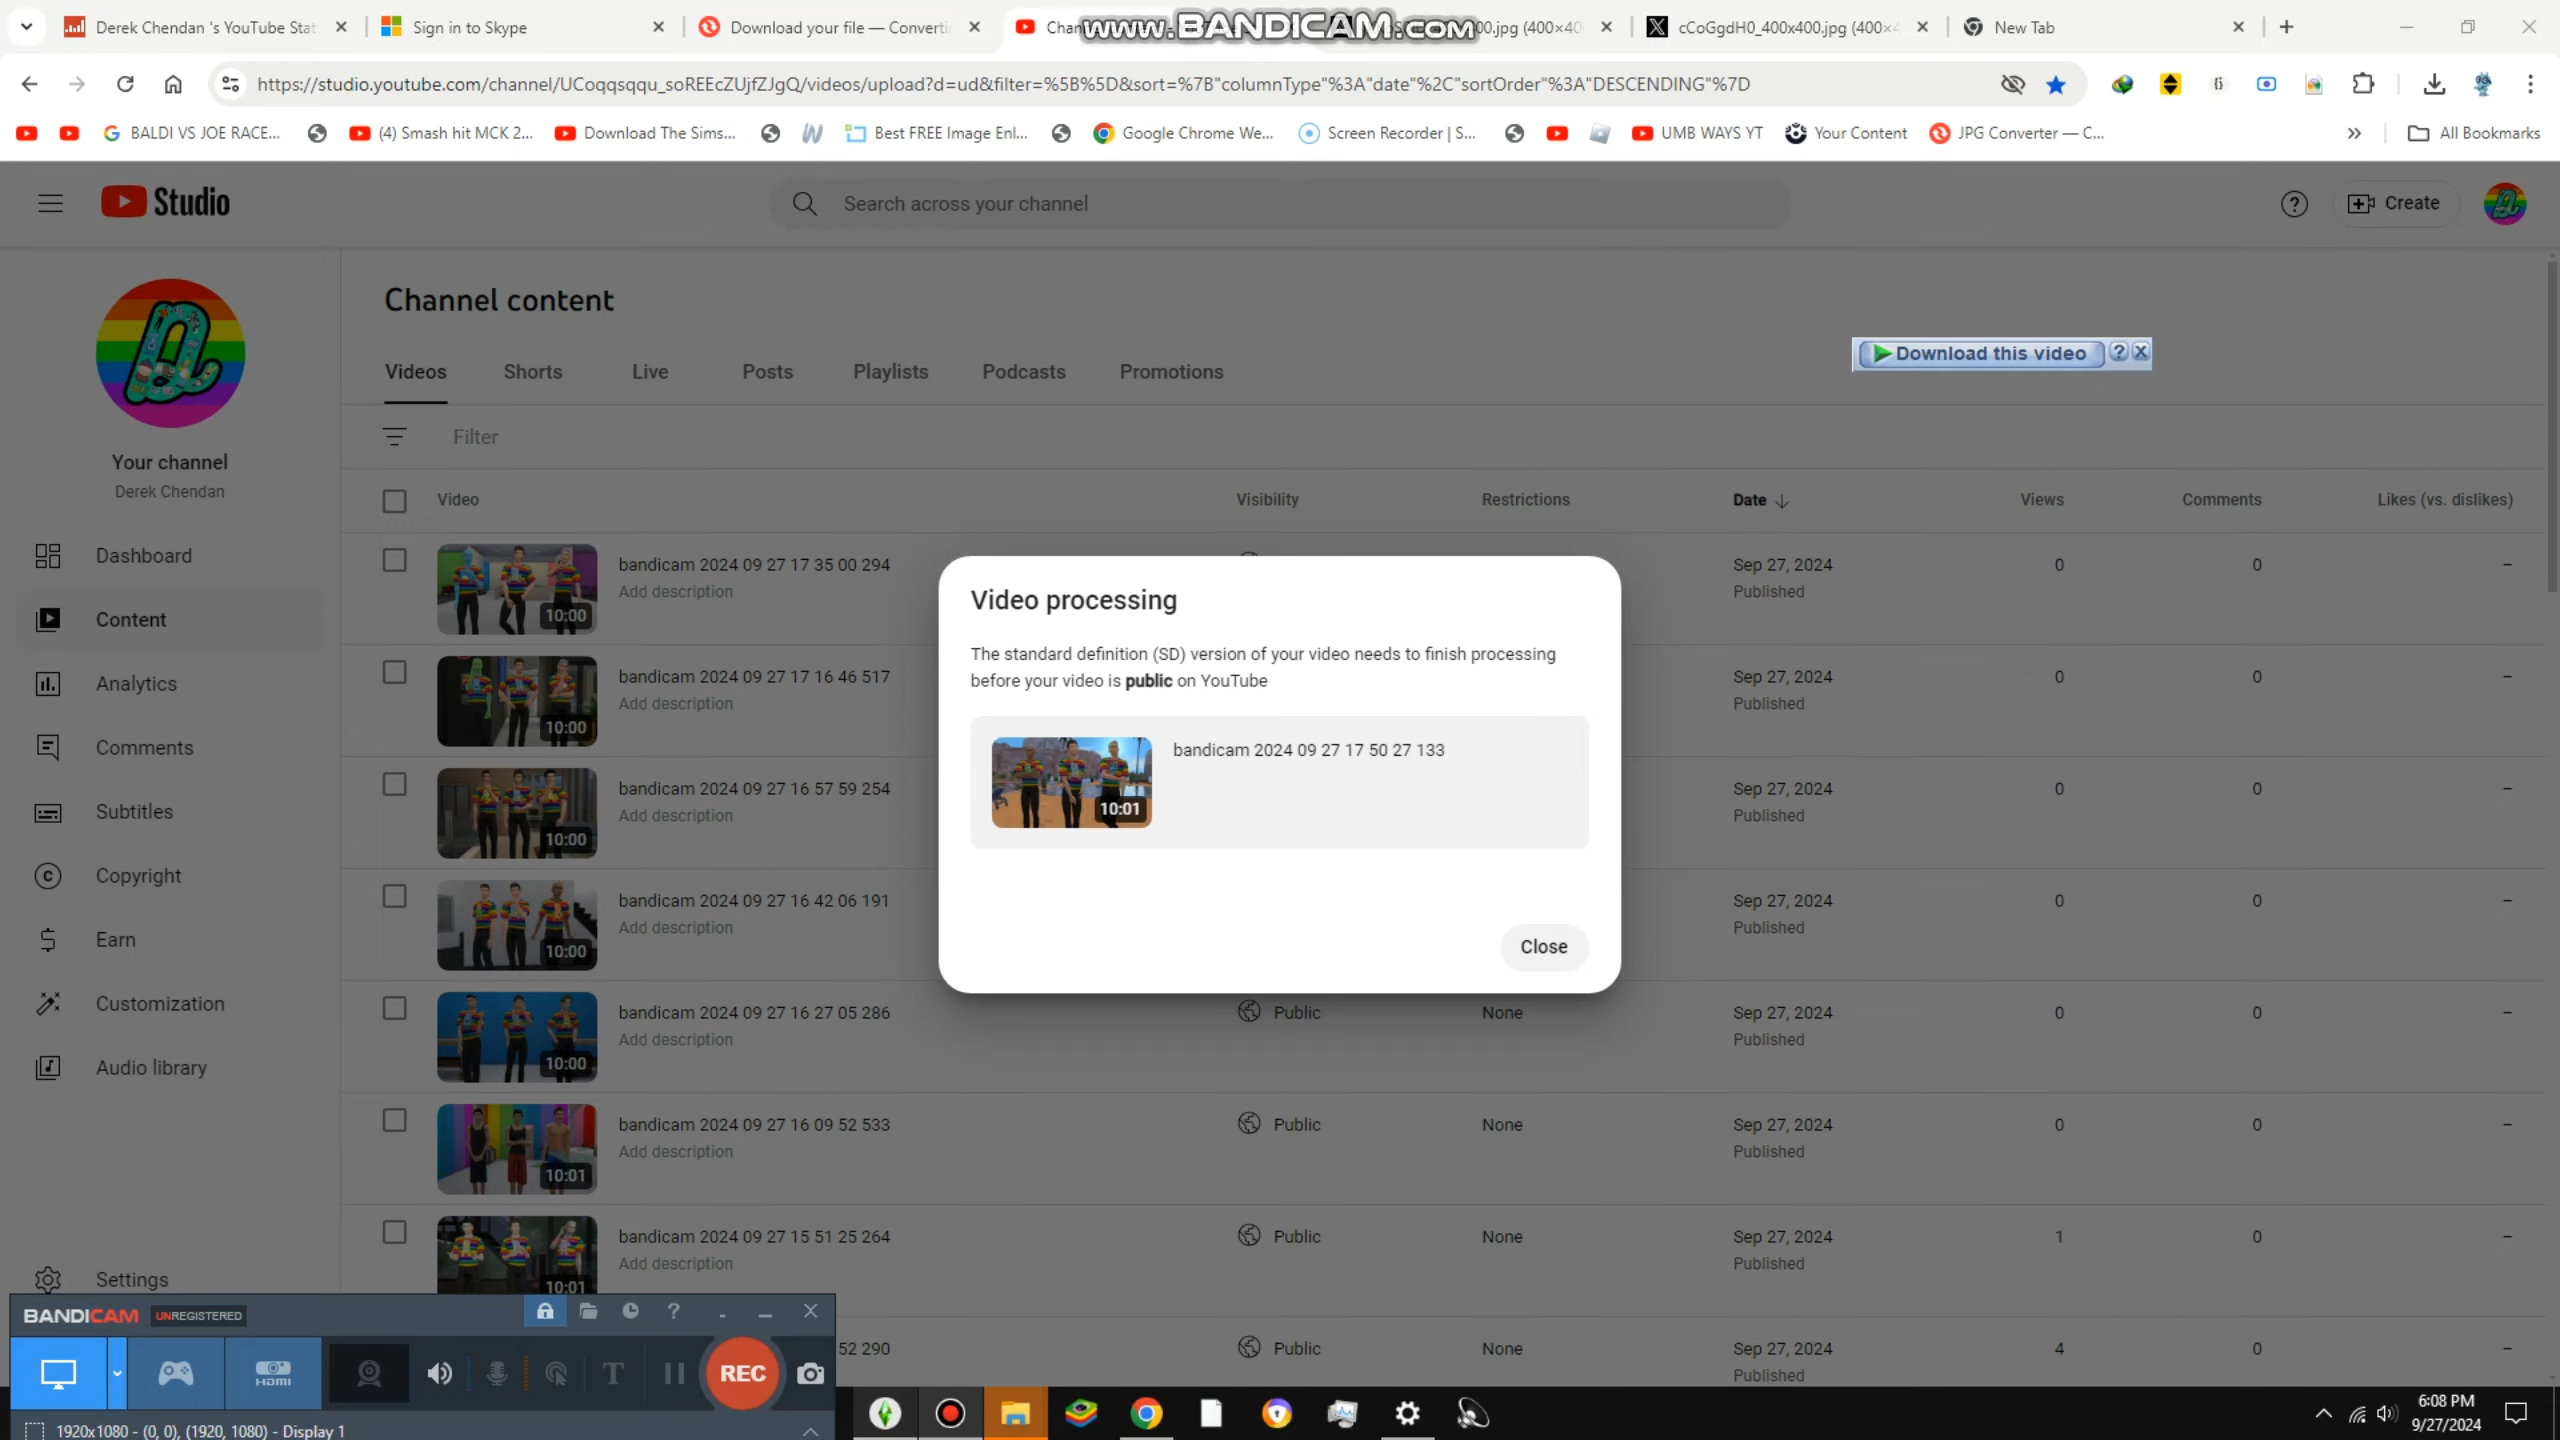 Derek Chendan 's YouTube Stat
Sign in to Skype
Download your file — Converti
Chan
www.BANDICAM.com
00.jpg (400×40
cCoGgdH0_400x400.jpg (400×4
New Tab
https://studio.youtube.com/channel/UCoqqsqqu_soREEcZUjfZJgQ/videos/upload?d=ud&filter=%5B%5D&sort=%7B"columnType"%3A"date"%2C"sortOrder"%3A"DESCENDING"%7D
BALDI VS JOE RACE...
(4) Smash hit MCK 2...
Download The Sims...
Best FREE Image Enl...
Google Chrome We...
Screen Recorder | S...
UMB WAYS YT
Your Content
JPG Converter — C...
All Bookmarks
Studio
Search across your channel
Create
Channel content
Videos Shorts Live Posts Playlists Podcasts Promotions
Download this video
Filter
Your channel
Derek Chendan
Dashboard
Content
Analytics
Comments
Subtitles
Copyright
Earn
Customization
Audio library
Settings
Video Visibility Restrictions Date Views Comments Likes (vs. dislikes)
10:00
bandicam 2024 09 27 17 35 00 294 Sep 27, 2024 0 0 –
Add description Published
10:00
bandicam 2024 09 27 17 16 46 517 Sep 27, 2024 0 0 –
Add description Published
10:00
bandicam 2024 09 27 16 57 59 254 Sep 27, 2024 0 0 –
Add description Published
10:00
bandicam 2024 09 27 16 42 06 191 Sep 27, 2024 0 0 –
Add description Published
10:00
bandicam 2024 09 27 16 27 05 286 Public None Sep 27, 2024 0 0 –
Add description Published
10:00
bandicam 2024 09 27 16 09 52 533 Public None Sep 27, 2024 0 0 –
Add description Published
10:01
bandicam 2024 09 27 15 51 25 264 Public None Sep 27, 2024 1 0 –
Add description Published
10:01
52 290 Public None Sep 27, 2024 4 0 –
Published
Video processing
The standard definition (SD) version of your video needs to finish processing
before your video is public on YouTube
10:01
bandicam 2024 09 27 17 50 27 133
Close
BANDICAM UNREGISTERED
HDMI
T
REC
1920x1080 - (0, 0), (1920, 1080) - Display 1
6:08 PM
9/27/2024